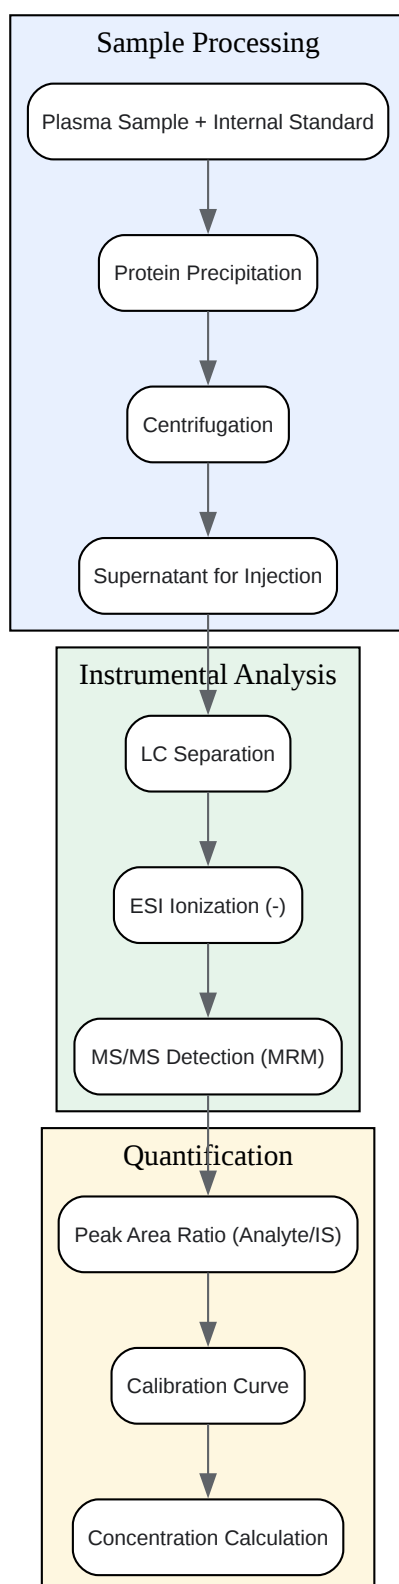 Sample Processing
Plasma Sample + Internal Standard
Protein Precipitation
Centrifugation
Supernatant for Injection
Instrumental Analysis
LC Separation
ESI Ionization (-)
MS/MS Detection (MRM)
Quantification
Peak Area Ratio (Analyte/IS)
Calibration Curve
Concentration Calculation